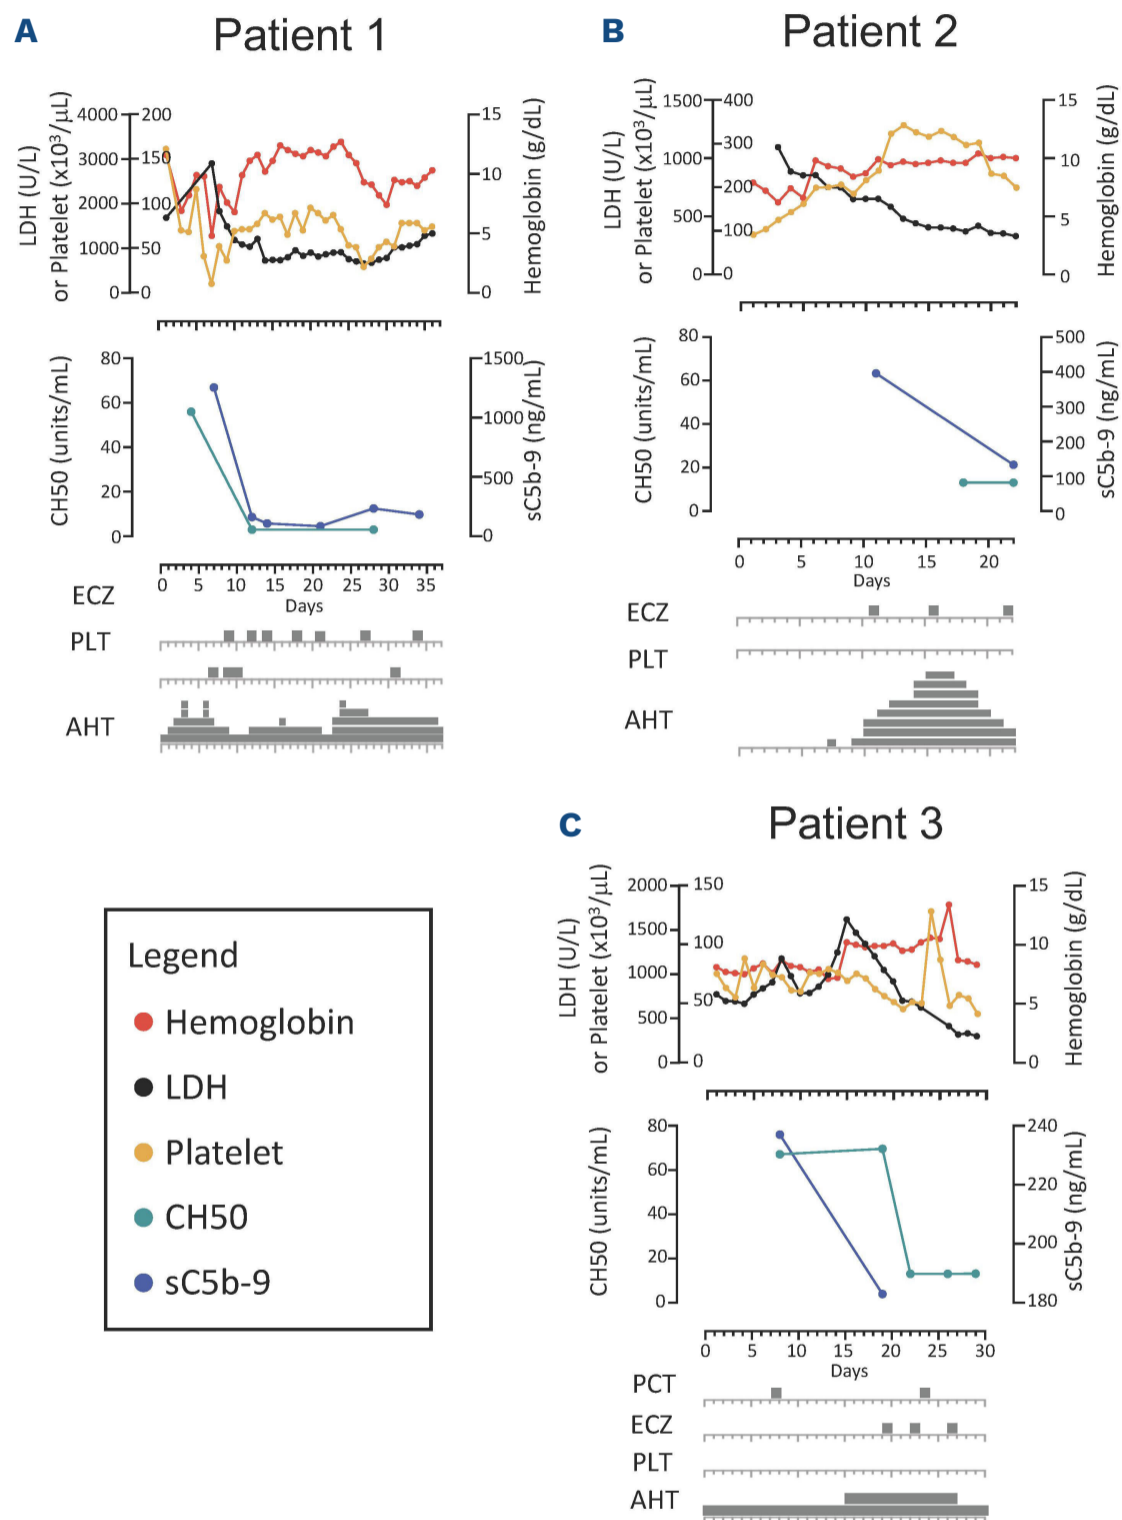 A
Patient 1
LDH (U/L)
or Platelet (x10³/µL)
4000
3000
2000
1000
0
200
150
100
50
0
15
10
5
0
Hemoglobin (g/dL)
CH50 (units/mL)
80
60
40
20
0
1500
1000
500
0
sC5b-9 (ng/mL)
0 5 10 15 20 25 30 35
Days
ECZ
PLT
AHT
B
Patient 2
LDH (U/L)
or Platelet (x10³/µL)
1500
1000
500
0
400
300
200
100
0
15
10
5
0
Hemoglobin (g/dL)
CH50 (units/mL)
80
60
40
20
0
500
400
300
200
100
0
sC5b-9 (ng/mL)
0 5 10 15 20
Days
ECZ
PLT
AHT
C
Patient 3
LDH (U/L)
or Platelet (x10³/µL)
2000
1500
1000
500
0
150
100
50
0
15
10
5
0
Hemoglobin (g/dL)
CH50 (units/mL)
80
60
40
20
0
240
220
200
180
sC5b-9 (ng/mL)
0 5 10 15 20 25 30
Days
PCT
ECZ
PLT
AHT
Legend
Hemoglobin
LDH
Platelet
CH50
sC5b-9